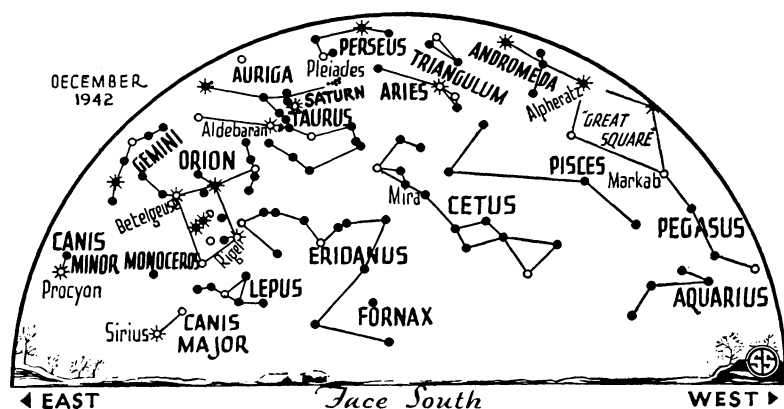 DECEMBER
1942
PERSEUS
Pleiades
TRIANGULUM
ANDROMEDA
AURIGA
SATURN
ARIES
Alpheratz
TAURUS
Aldebaran
"GREAT
SQUARE"
GEMINI
ORION
PISCES
Markab
Betelgeuse
Mira
CETUS
PEGASUS
CANIS
MINOR
MONOCEROS
Rigel
ERIDANUS
Procyon
LEPUS
AQUARIUS
FORNAX
Sirius
CANIS
MAJOR
SS
EAST
Face South
WEST